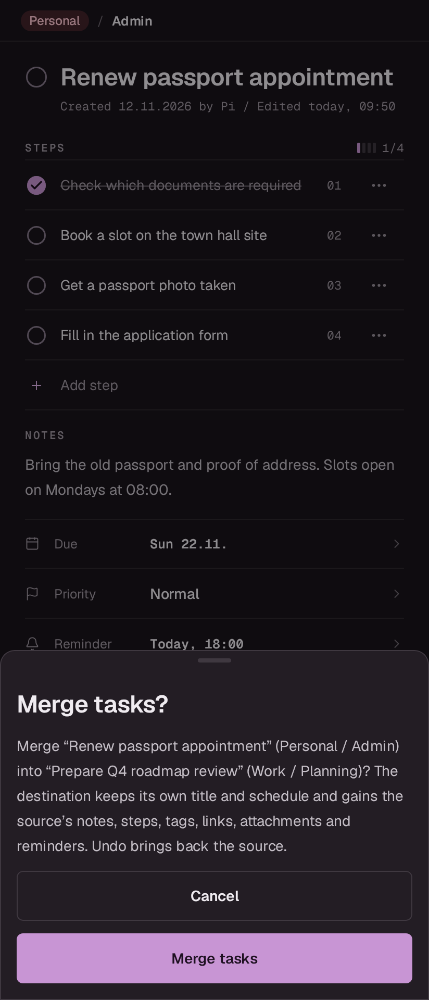 Personal / Admin
Renew passport appointment
Created 12.11.2026 by Pi / Edited today, 09:50
STEPS 1/4
Check which documents are required 01
Book a slot on the town hall site 02
Get a passport photo taken 03
Fill in the application form 04
Add step
NOTES
Bring the old passport and proof of address. Slots open
on Mondays at 08:00.
Due Sun 22.11.
Priority Normal
Reminder Today, 18:00
Merge tasks?
Merge “Renew passport appointment” (Personal / Admin)
into “Prepare Q4 roadmap review” (Work / Planning)? The
destination keeps its own title and schedule and gains the
source’s notes, steps, tags, links, attachments and
reminders. Undo brings back the source.
Cancel
Merge tasks